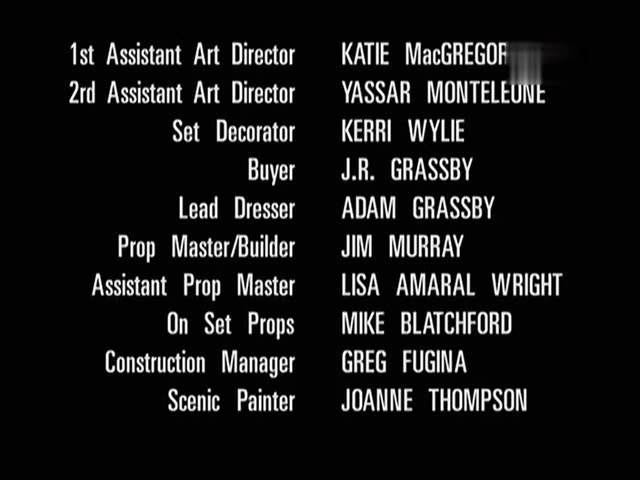 1st Assistant Art Director KATIE MacGREGOR
2rd Assistant Art Director YASSAR MONTELEONE
Set Decorator KERRI WYLIE
Buyer J.R. GRASSBY
Lead Dresser ADAM GRASSBY
Prop Master/Builder JIM MURRAY
Assistant Prop Master LISA AMARAL WRIGHT
On Set Props MIKE BLATCHFORD
Construction Manager GREG FUGINA
Scenic Painter JOANNE THOMPSON